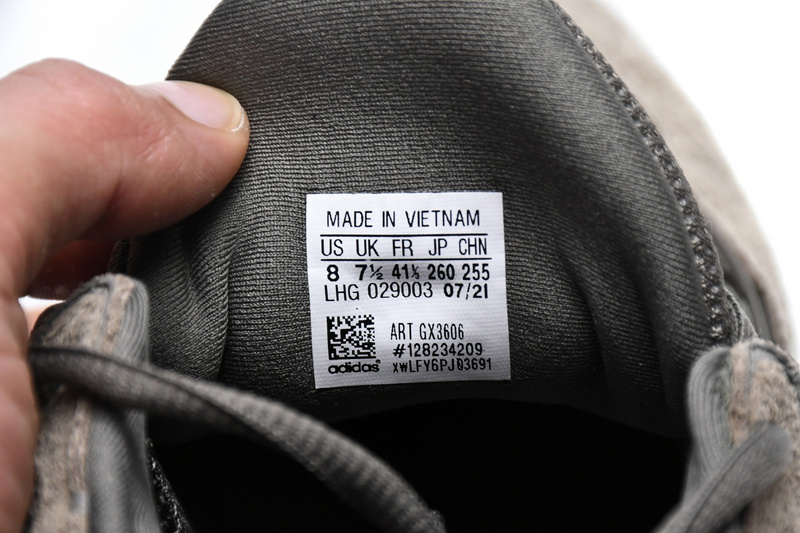 MADE IN VIETNAM
US UK FR JP CHN
8 7½ 41⅓ 260 255
LHG 029003 07/21
ART GX3606
#128234209
adidas® xwLFY6PJ03691